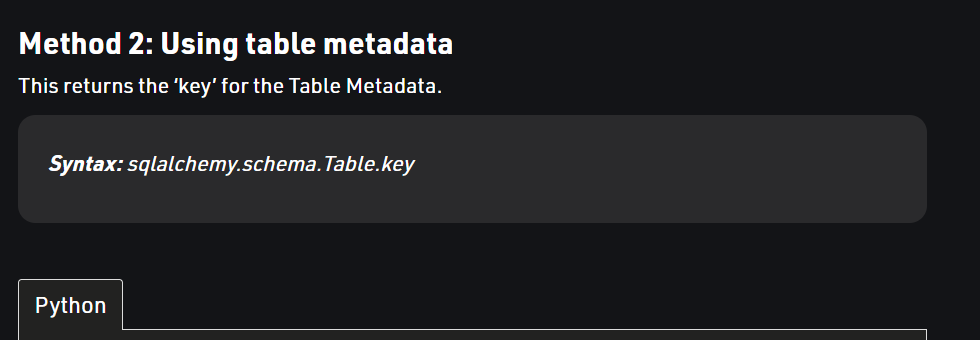 Method 2: Using table metadata
This returns the ‘key’ for the Table Metadata.
Syntax: sqlalchemy.schema.Table.key
Python